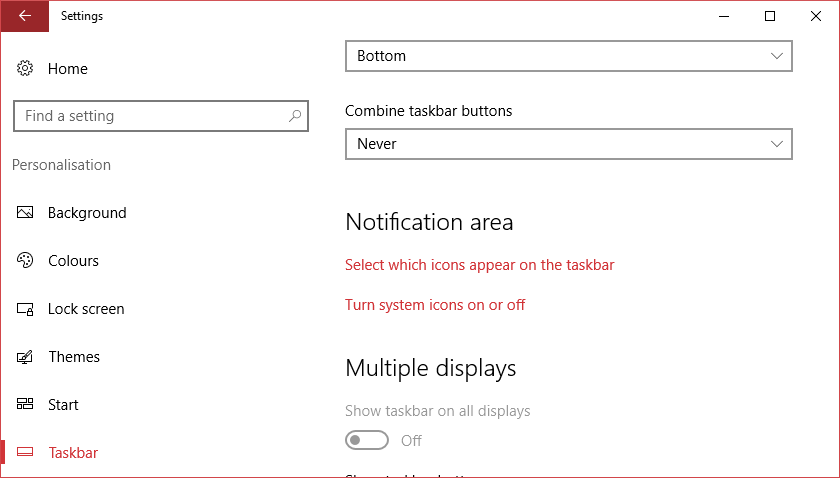 Settings
Home
Find a setting
Personalisation
Background
Colours
Lock screen
Themes
Start
Taskbar
Bottom
Combine taskbar buttons
Never
Notification area
Select which icons appear on the taskbar
Turn system icons on or off
Multiple displays
Show taskbar on all displays
Off